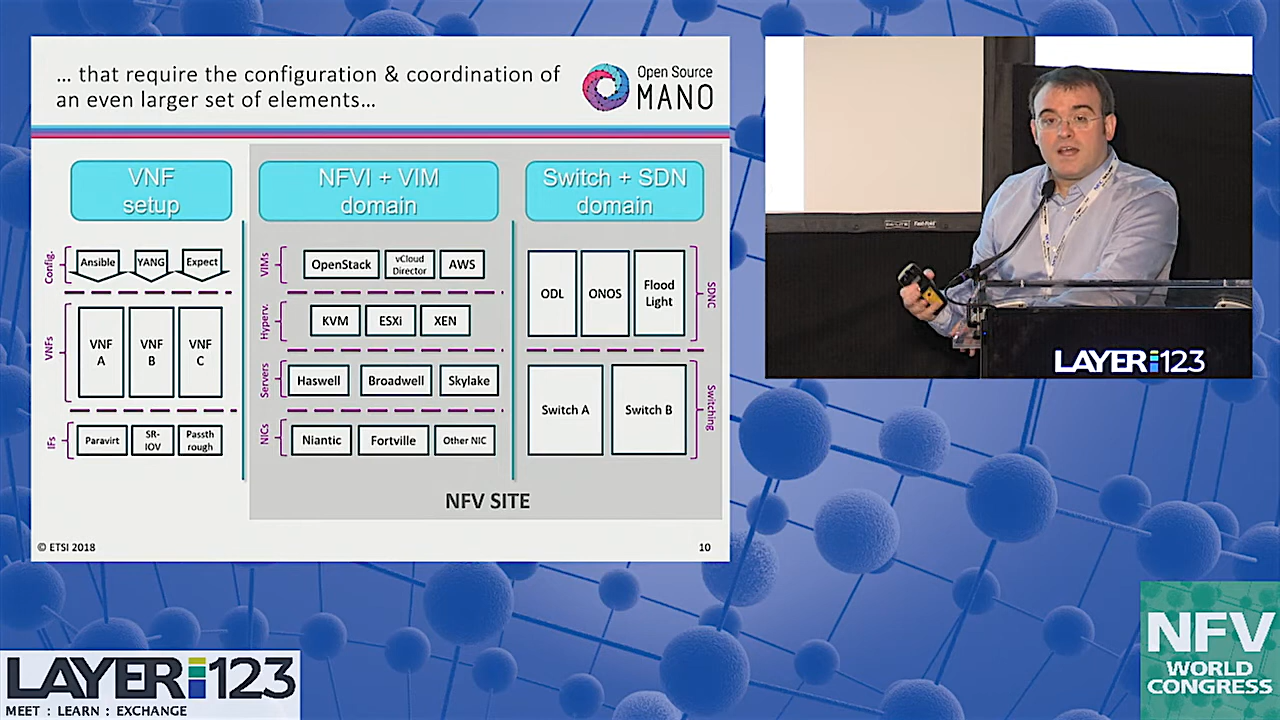 … that require the configuration & coordination of
an even larger set of elements…
Open Source
MANO
VNF
setup
NFVI + VIM
domain
Switch + SDN
domain
Config.
Ansible
YANG
Expect
VNFs
VNF
A
VNF
B
VNF
C
IFs
Paravirt
SR-
IOV
Passth
rough
VIMs
OpenStack
vCloud
Director
AWS
Hyperv.
KVM
ESXi
XEN
Servers
Haswell
Broadwell
Skylake
NICs
Niantic
Fortville
Other NIC
ODL
ONOS
Flood
Light
SDNC
Switch A
Switch B
Switching
NFV SITE
© ETSI 2018
10
LAYER123
LAYER123
MEET : LEARN : EXCHANGE
NFV
WORLD
CONGRESS